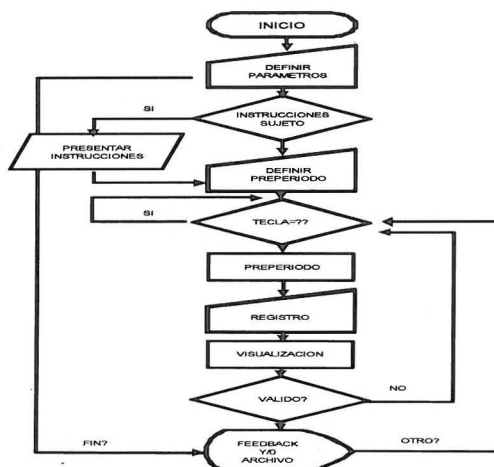 INICIO
DEFINIR
PARAMETROS
SI
INSTRUCCIONES
SUJETO
PRESENTAR
INSTRUCCIONES
DEFINIR
PREPERIODO
SI
TECLA=??
PREPERIODO
REGISTRO
VISUALIZACION
VALIDO?
NO
FIN?
FEEDBACK
Y/0
ARCHIVO
OTRO?